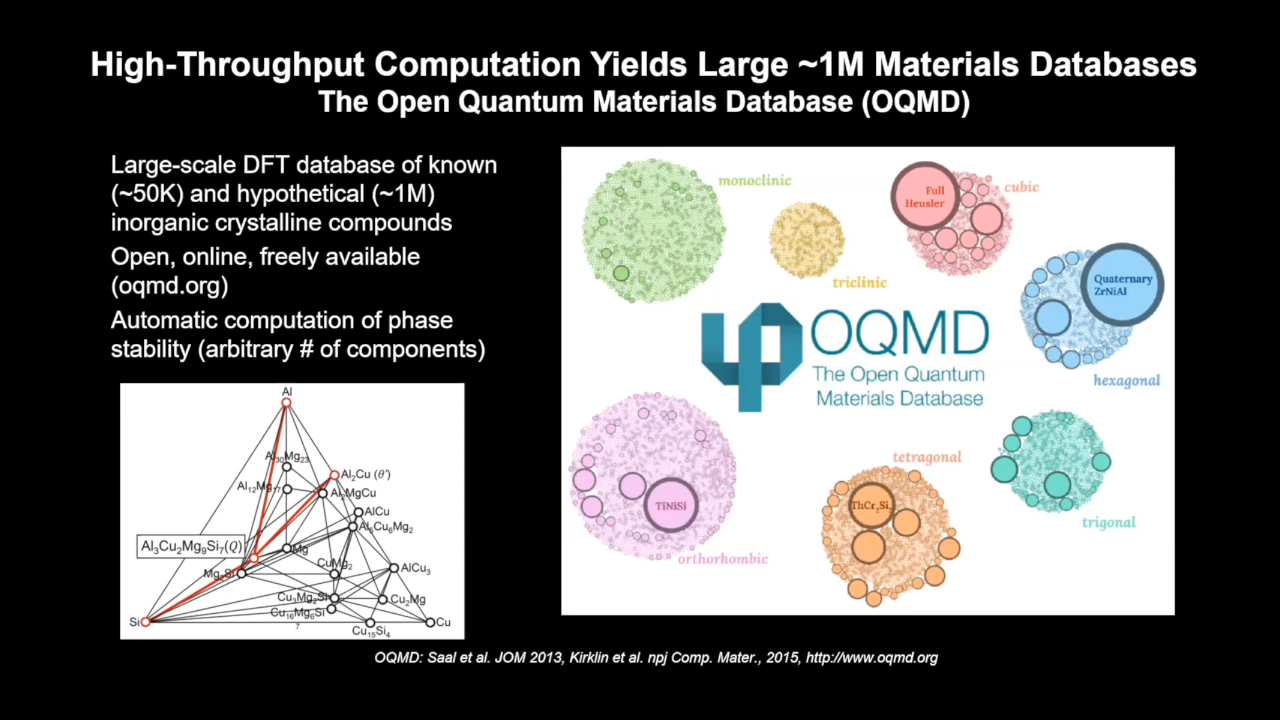 High-Throughput Computation Yields Large ~1M Materials Databases
The Open Quantum Materials Database (OQMD)
Large-scale DFT database of known
(~50K) and hypothetical (~1M)
inorganic crystalline compounds
Open, online, freely available
(oqmd.org)
Automatic computation of phase
stability (arbitrary # of components)
Al
Al₃₀Mg₂₃
Al₂Cu (θ')
Al₁₂Mg₁₇
Al₂MgCu
AlCu
Al₅Cu₆Mg₂
Al₃Cu₂Mg₉Si₇(Q)
Mg
Mg₂Si
CuMg₂
AlCu₃
Cu₃Mg₂Si
Cu₂Mg
Cu₁₆Mg₆Si
7
Si
Cu₁₅Si₄
Cu
monoclinic
triclinic
Full
Heusler
cubic
Quaternary
ZrNiAl
hexagonal
OQMD
The Open Quantum
Materials Database
TiNiSi
orthorhombic
tetragonal
ThCr₂Si₂
trigonal
OQMD: Saal et al. JOM 2013, Kirklin et al. npj Comp. Mater., 2015, http://www.oqmd.org